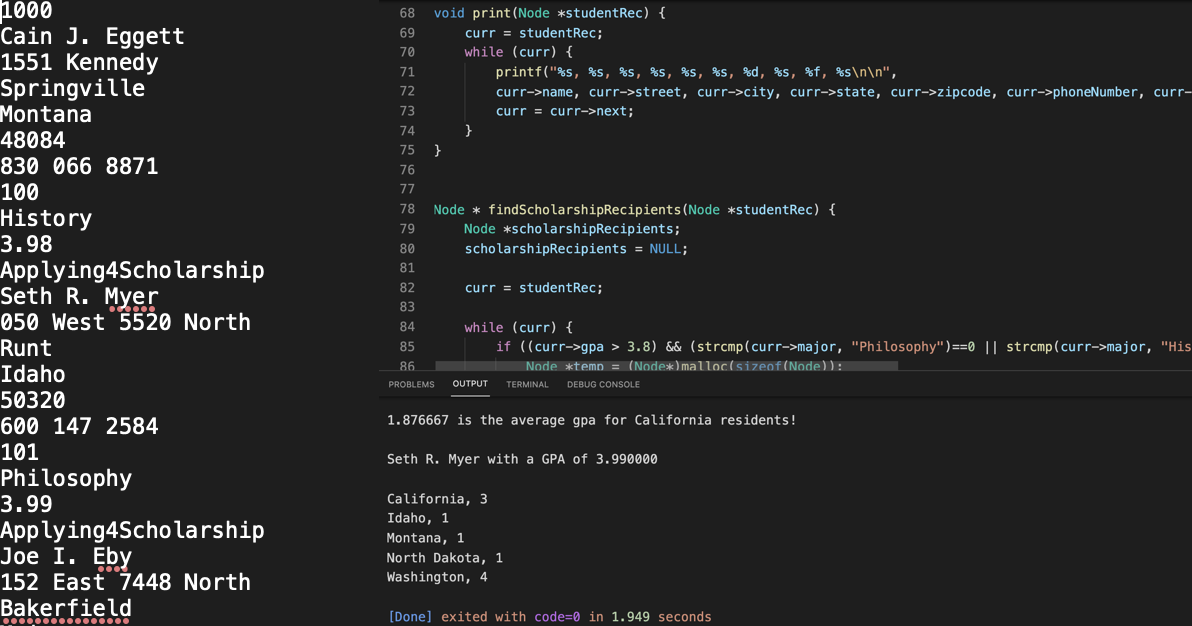 1000
Cain J. Eggett
1551 Kennedy
Springville
Montana
48084
830 066 8871
100
History
3.98
Applying4Scholarship
Seth R. Myer
050 West 5520 North
Runt
Idaho
50320
600 147 2584
101
Philosophy
3.99
Applying4Scholarship
Joe I. Eby
152 East 7448 North
Bakerfield
68 void print(Node *studentRec) {
69 curr = studentRec;
70 while (curr) {
71 printf("%s, %s, %s, %s, %s, %s, %d, %s, %f, %s\n\n",
72 curr->name, curr->street, curr->city, curr->state, curr->zipcode, curr->phoneNumber, curr-
73 curr = curr->next;
74 }
75 }
76
77
78 Node * findScholarshipRecipients(Node *studentRec) {
79 Node *scholarshipRecipients;
80 scholarshipRecipients = NULL;
81
82 curr = studentRec;
83
84 while (curr) {
85 if ((curr->gpa > 3.8) && (strcmp(curr->major, "Philosophy")==0 || strcmp(curr->major, "His
86 Node *temp = (Node*)malloc(sizeof(Node));
PROBLEMS OUTPUT TERMINAL DEBUG CONSOLE
1.876667 is the average gpa for California residents!
Seth R. Myer with a GPA of 3.990000
California, 3
Idaho, 1
Montana, 1
North Dakota, 1
Washington, 4
[Done] exited with code=0 in 1.949 seconds